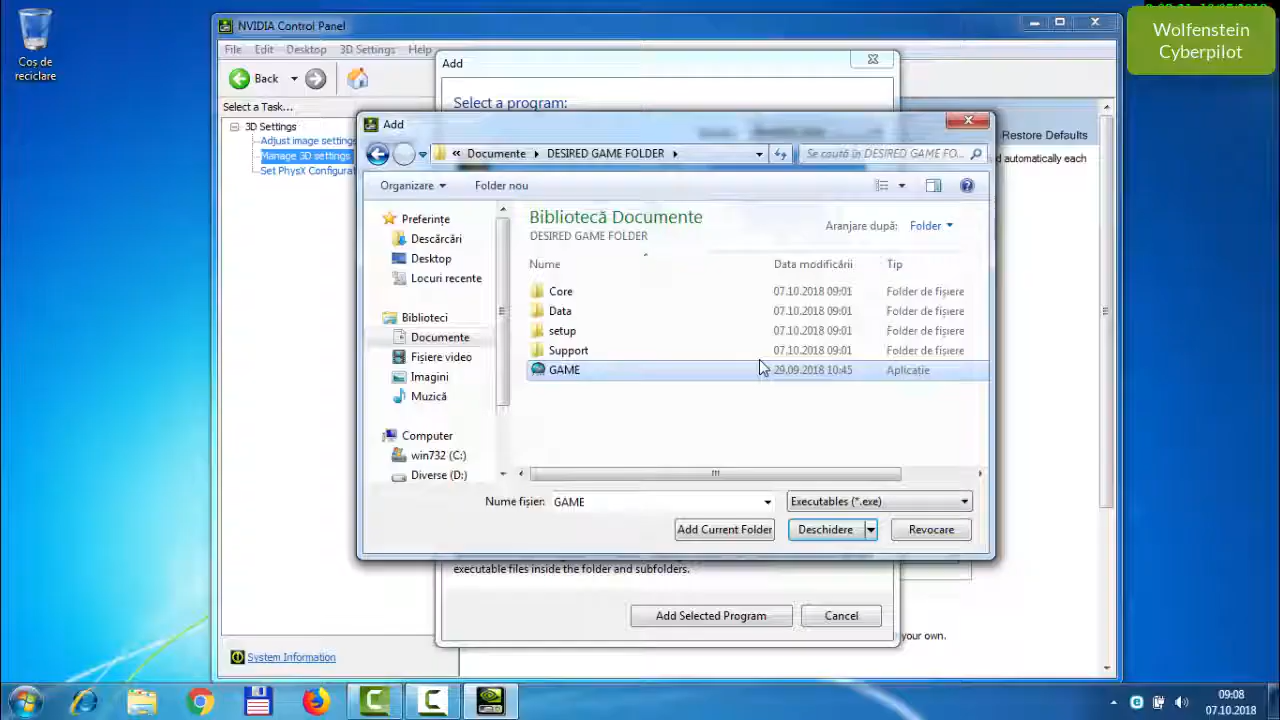 Coș de
reciclare
NVIDIA Control Panel
File Edit Desktop 3D Settings Help
Back
Select a Task...
3D Settings
Adjust image settings
Manage 3D settings
Set PhysX Configura
Restore Defaults
d automatically each
Wolfenstein
Cyberpilot
Add
Select a program:
Add
« Documente DESIRED GAME FOLDER
Se caută în DESIRED GAME FO...
Organizare Folder nou
Preferințe
Descărcări
Desktop
Locuri recente
Biblioteci
Documente
Fișiere video
Imagini
Muzică
Computer
win732 (C:)
Diverse (D:)
Bibliotecă Documente
DESIRED GAME FOLDER
Aranjare după: Folder
Nume Data modificării Tip
Core 07.10.2018 09:01 Folder de fișiere
Data 07.10.2018 09:01 Folder de fișiere
setup 07.10.2018 09:01 Folder de fișiere
Support 07.10.2018 09:01 Folder de fișiere
GAME 29.09.2018 10:45 Aplicație
Nume fișier: GAME Executables (*.exe)
Add Current Folder Deschidere Revocare
executable files inside the folder and subfolders.
Add Selected Program Cancel
your own.
System Information
09:08
07.10.2018